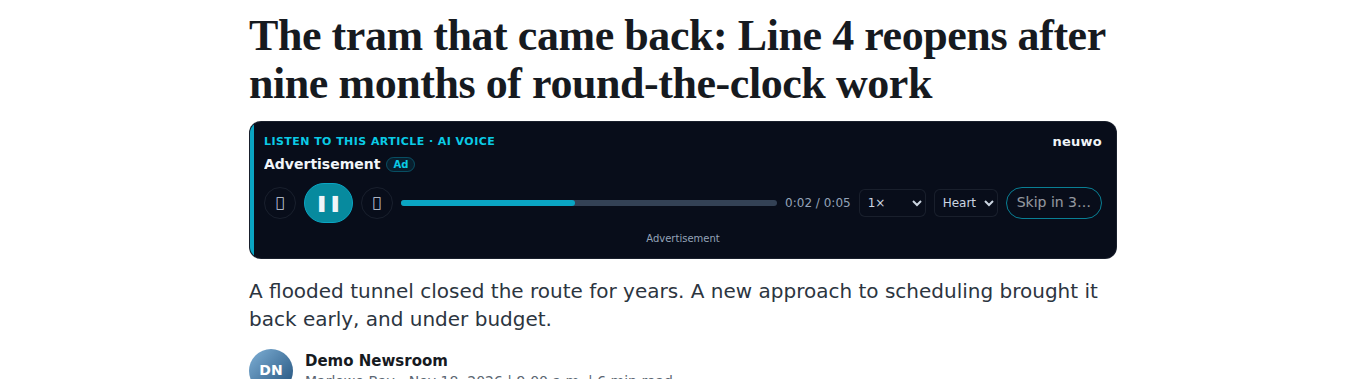 The tram that came back: Line 4 reopens after
nine months of round-the-clock work
LISTEN TO THIS ARTICLE · AI VOICE
neuwo
Advertisement Ad
0:02 / 0:05 1× Heart Skip in 3…
Advertisement
A flooded tunnel closed the route for years. A new approach to scheduling brought it
back early, and under budget.
DN Demo Newsroom